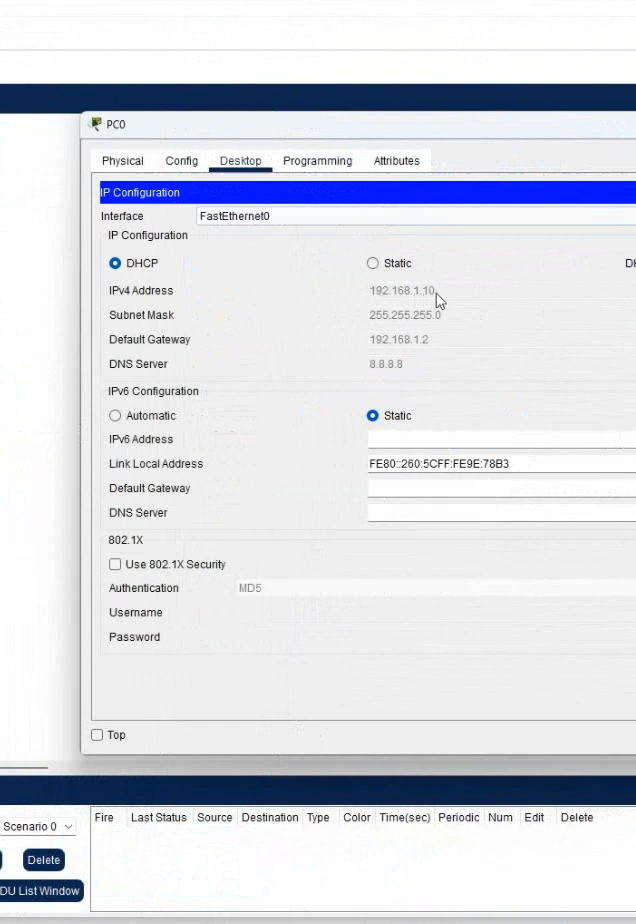 PC0
Physical Config Desktop Programming Attributes
IP Configuration
Interface FastEthernet0
IP Configuration
DHCP Static DH
IPv4 Address 192.168.1.10
Subnet Mask 255.255.255.0
Default Gateway 192.168.1.2
DNS Server 8.8.8.8
IPv6 Configuration
Automatic Static
IPv6 Address
Link Local Address FE80::260:5CFF:FE9E:78B3
Default Gateway
DNS Server
802.1X
Use 802.1X Security
Authentication MD5
Username
Password
Top
Fire Last Status Source Destination Type Color Time(sec) Periodic Num Edit Delete
Scenario 0
Delete
DU List Window